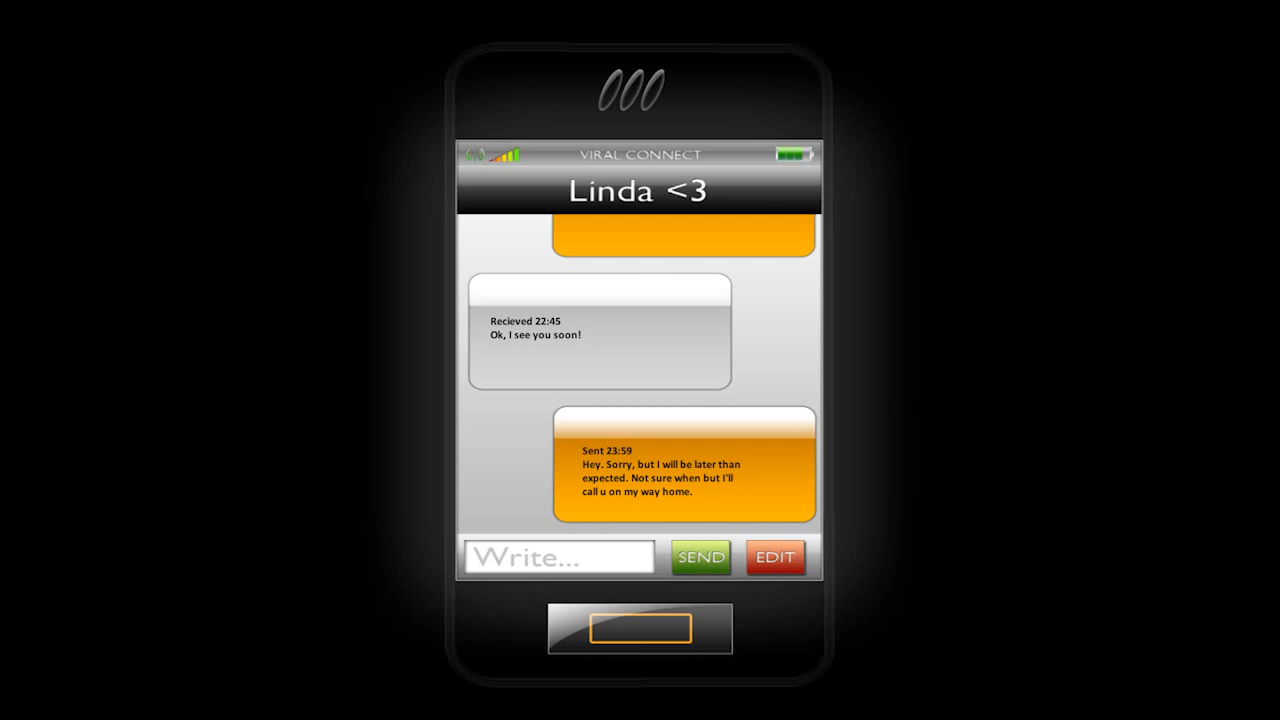 VIRAL CONNECT
Linda <3
Recieved 22:45
Ok, I see you soon!
Sent 23:59
Hey. Sorry, but I will be later than
expected. Not sure when but I'll
call u on my way home.
Write...
SEND
EDIT